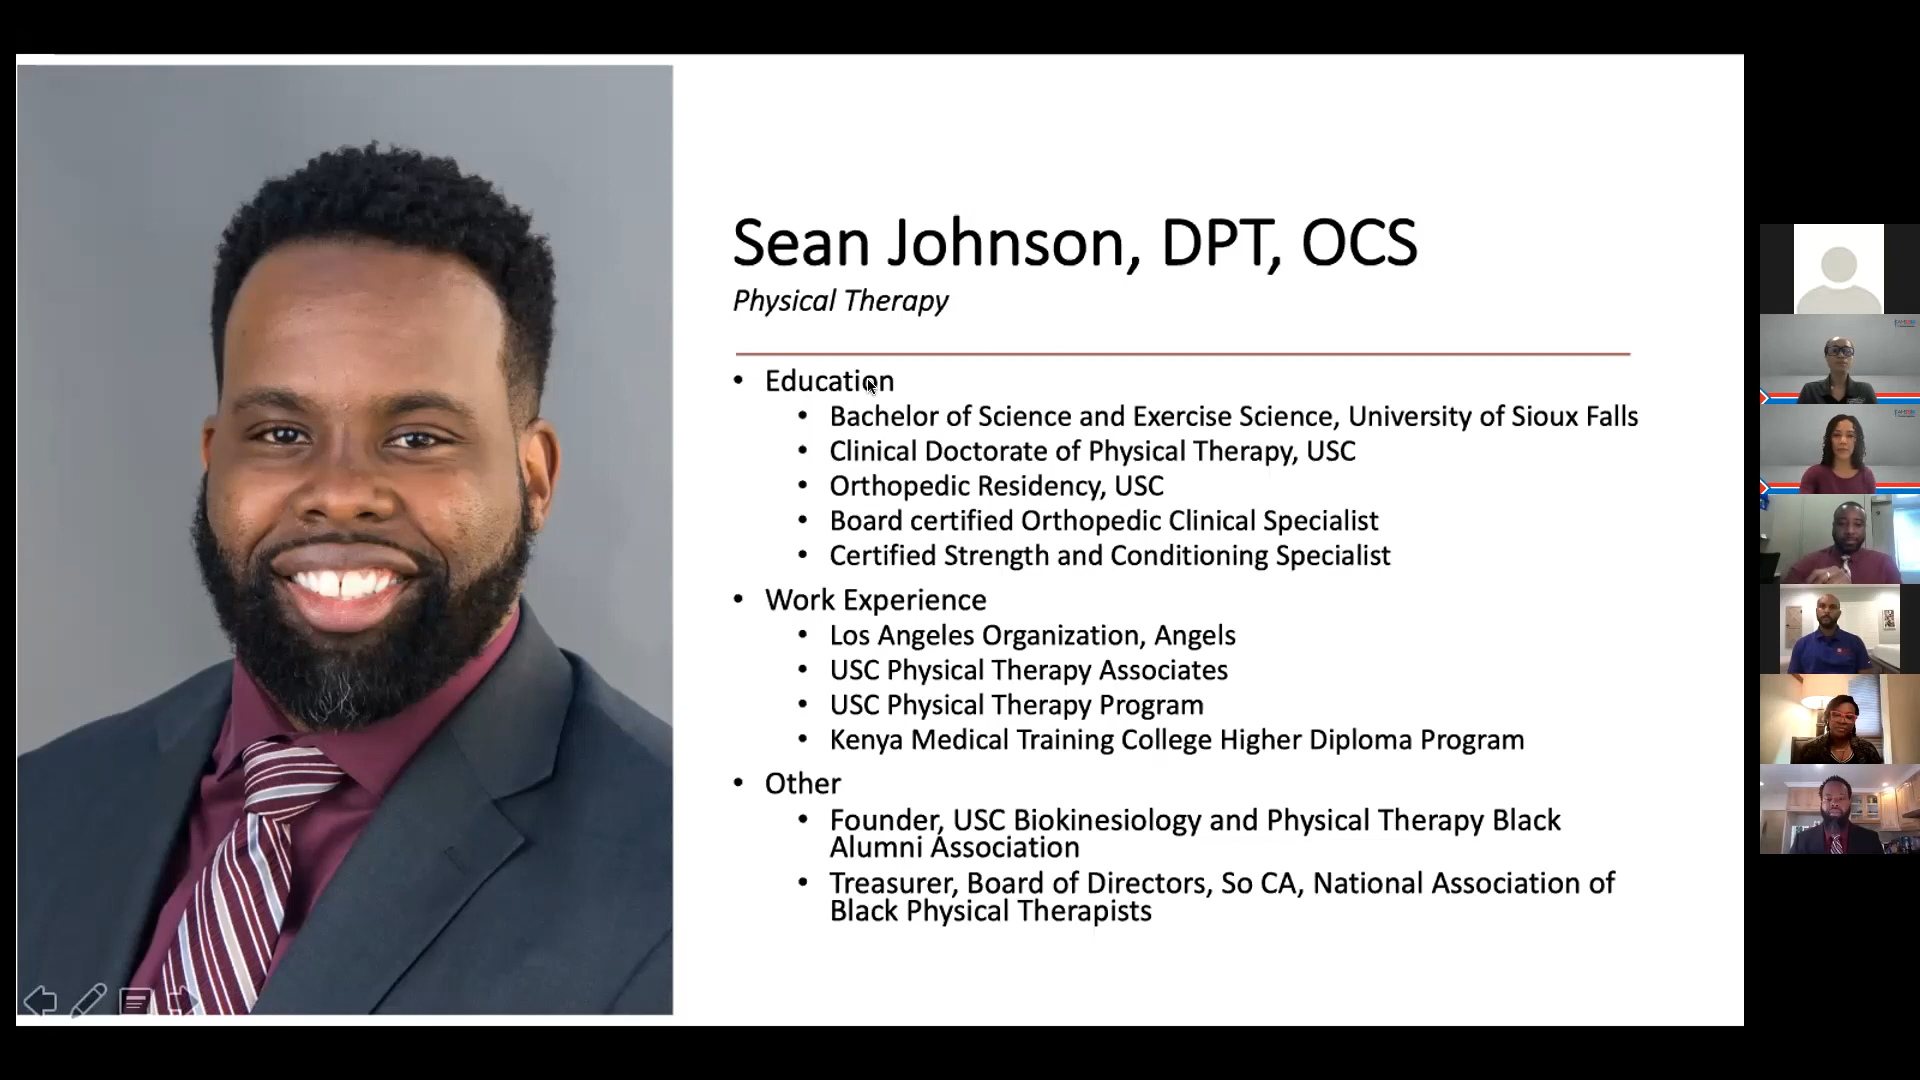 Sean Johnson, DPT, OCS
Physical Therapy
• Education
• Bachelor of Science and Exercise Science, University of Sioux Falls
• Clinical Doctorate of Physical Therapy, USC
• Orthopedic Residency, USC
• Board certified Orthopedic Clinical Specialist
• Certified Strength and Conditioning Specialist
• Work Experience
• Los Angeles Organization, Angels
• USC Physical Therapy Associates
• USC Physical Therapy Program
• Kenya Medical Training College Higher Diploma Program
• Other
• Founder, USC Biokinesiology and Physical Therapy Black
Alumni Association
• Treasurer, Board of Directors, So CA, National Association of
Black Physical Therapists